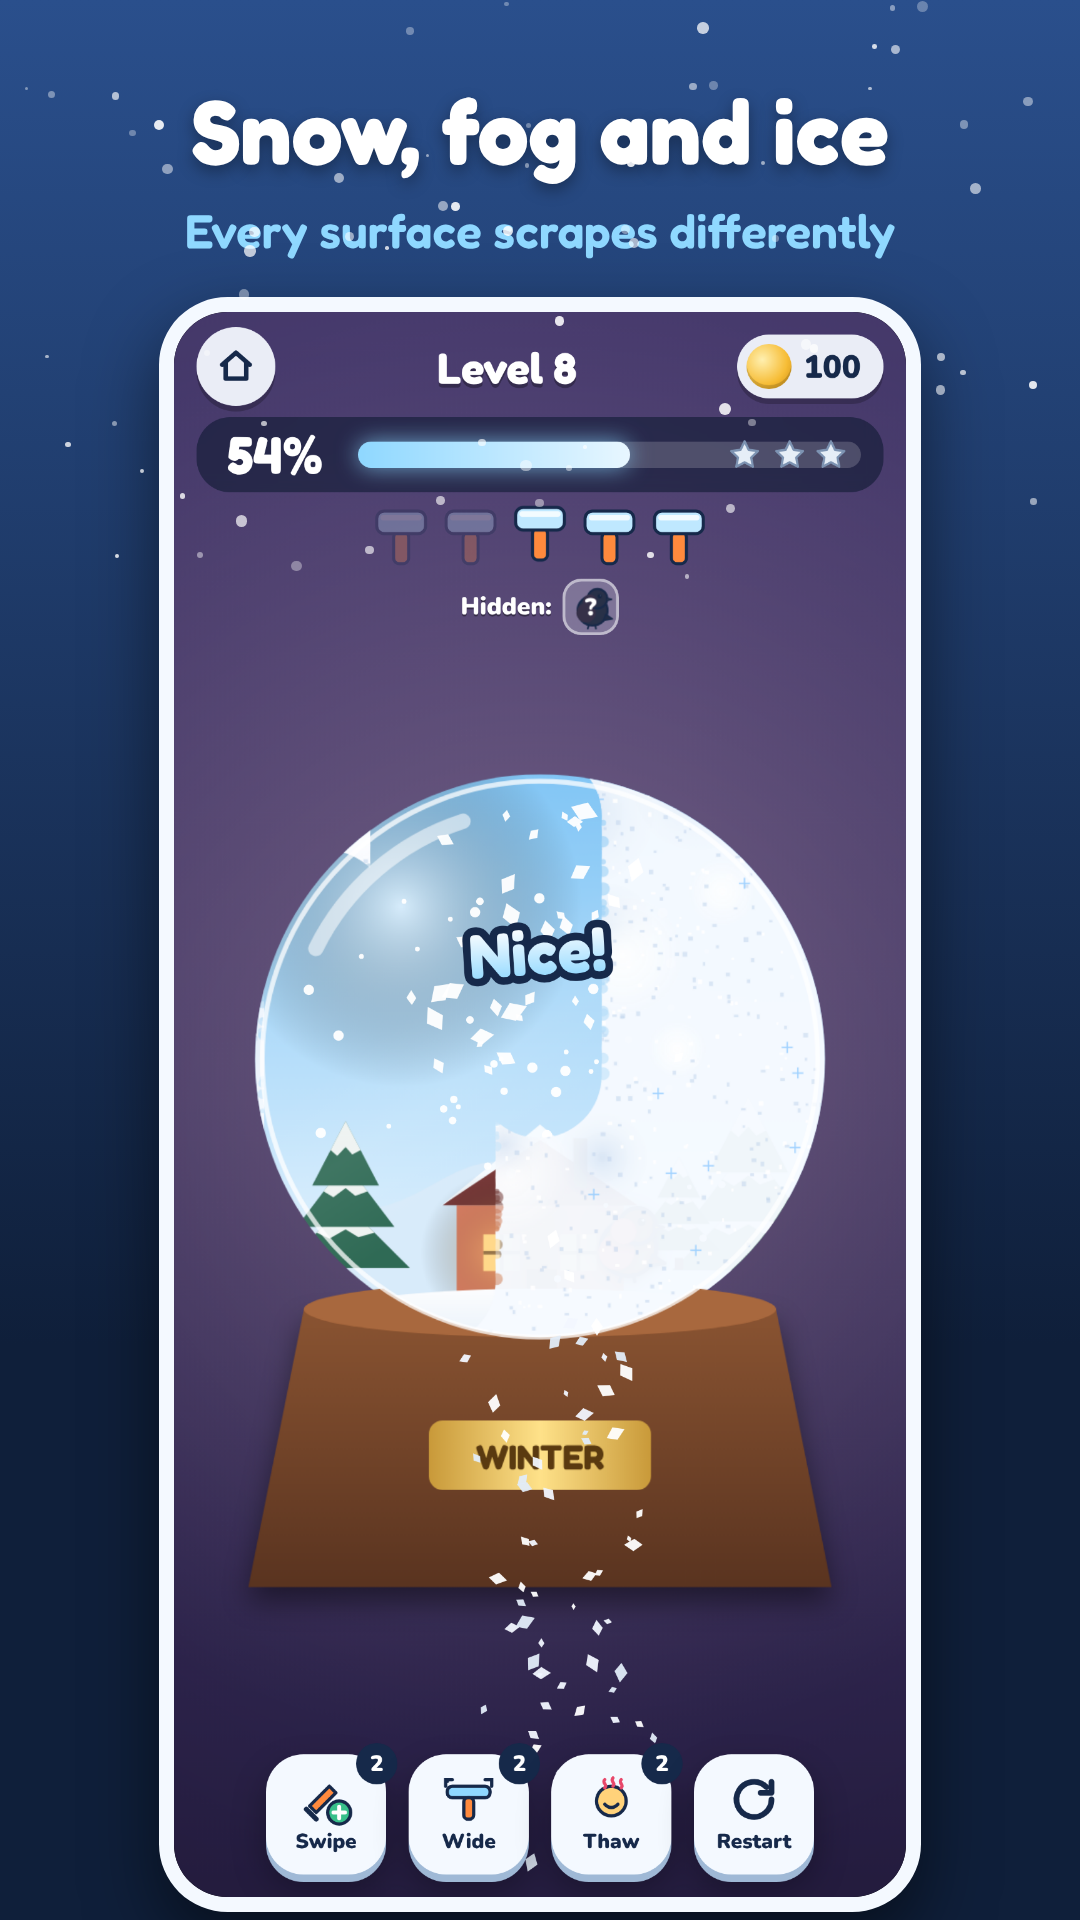 Snow, fog and ice
Every surface scrapes differently
Level 8
100
54%
Hidden: ?
Nice!
WINTER
2 2 2
Swipe Wide Thaw Restart